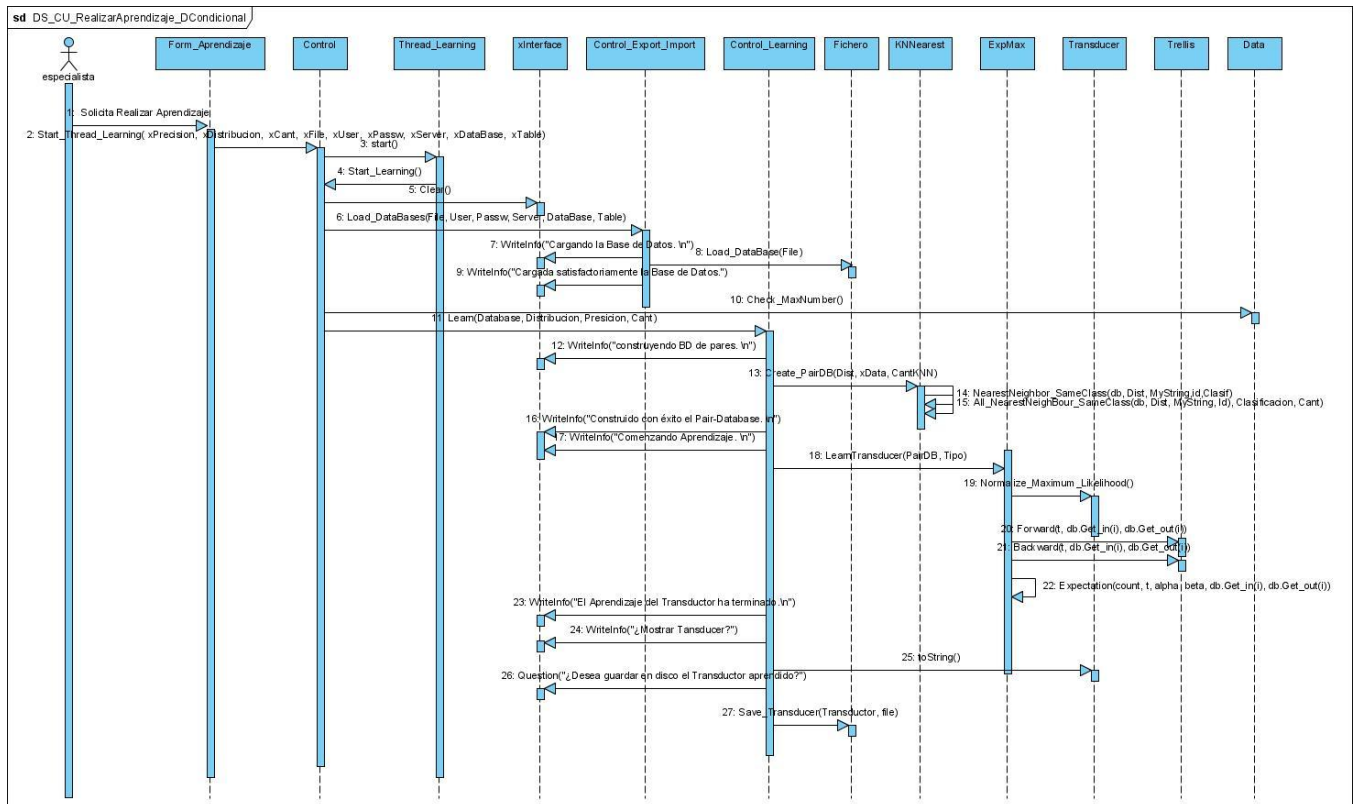 sd DS_CU_RealizarAprendizaje_DCondicional
Form_Aprendizaje Control Thread_Learning xInterface Control_Export_Import Control_Learning Fichero KNNearest ExpMax Transducer Trellis Data
especialista
1: Solicita Realizar Aprendizaje
2: Start_Thread_Learning( xPrecision, xDistribucion, xCant, xFile, xUser, xPassw, xServer, xDataBase, xTable)
3: start()
4: Start_Learning()
5: Clear()
6: Load_DataBases(File, User, Passw, Server, DataBase, Table)
7: WriteInfo("Cargando la Base de Datos. \n")
8: Load_DataBase(File)
9: WriteInfo("Cargada satisfactoriamente la Base de Datos.")
10: Check_MaxNumber()
11: Learn(Database, Distribucion, Presicion, Cant)
12: WriteInfo("construyendo BD de pares. \n")
13: Create_PairDB(Dist, xData, CantKNN)
14: NearestNeighbor_SameClass(db, Dist, MyString,id,Clasif)
15: All_NearestNeighBour_SameClass(db, Dist, MyString, Id), Clasificacion, Cant)
16: WriteInfo("Construido con éxito el Pair-Database. \n")
17: WriteInfo("Comenzando Aprendizaje. \n")
18: LearnTransducer(PairDB, Tipo)
19: Normalize_Maximum_Likelihood()
20: Forward(t, db.Get_in(i), db.Get_out(i))
21: Backward(t, db.Get_in(i), db.Get_out(i))
22: Expectation(count, t, alpha, beta, db.Get_in(i), db.Get_out(i))
23: WriteInfo("El Aprendizaje del Transductor ha terminado.\n")
24: WriteInfo("¿Mostrar Tansducer?")
25: toString()
26: Question("¿Desea guardar en disco el Transductor aprendido?")
27: Save_Transducer(Transductor, file)